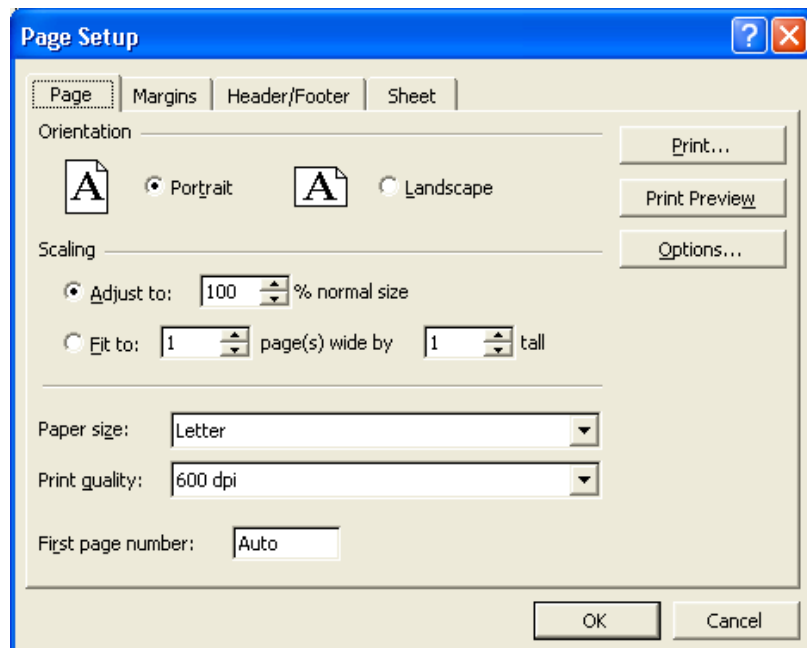 Page Setup
Page Margins Header/Footer Sheet
Orientation
Print...
A Portrait A Landscape
Print Preview
Scaling
Options...
Adjust to: 100 % normal size
Fit to: 1 page(s) wide by 1 tall
Paper size: Letter
Print quality: 600 dpi
First page number: Auto
OK Cancel